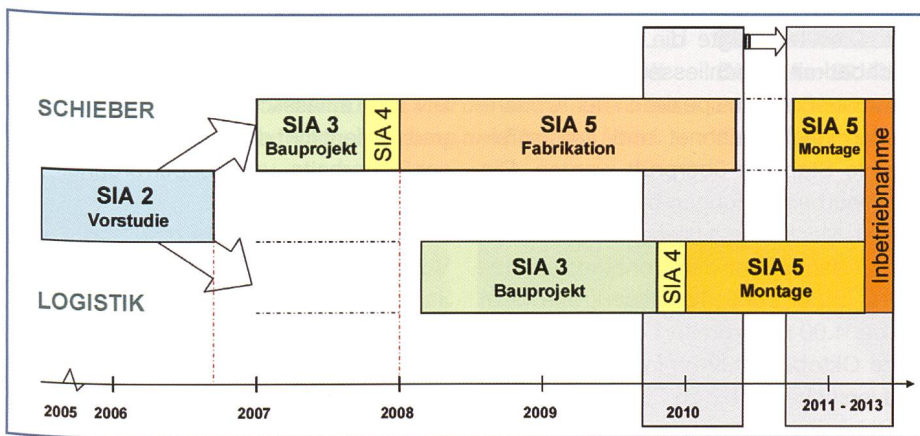 SCHIEBER
SIA 3
Bauprojekt
SIA 4
SIA 5
Fabrikation
SIA 5
Montage
Inbetriebnahme
SIA 2
Vorstudie
LOGISTIK
SIA 3
Bauprojekt
SIA 4
SIA 5
Montage
2005 2006 2007 2008 2009 2010 2011 - 2013